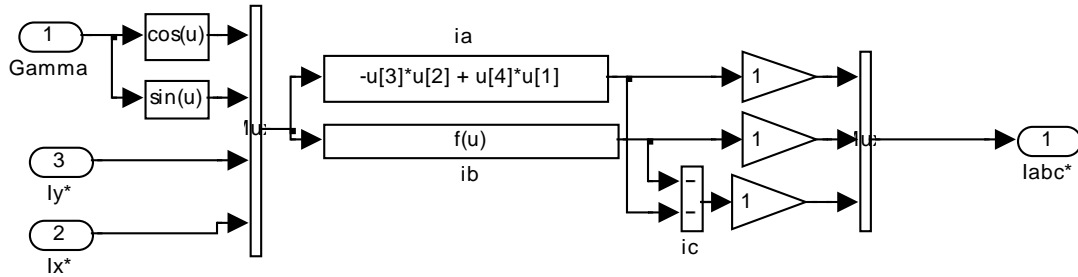 1
Gamma
cos(u)
sin(u)
3
Iy*
2
Ix*
ia
-u[3]*u[2] + u[4]*u[1]
f(u)
ib
−
−
ic
1
1
1
1
Iabc*